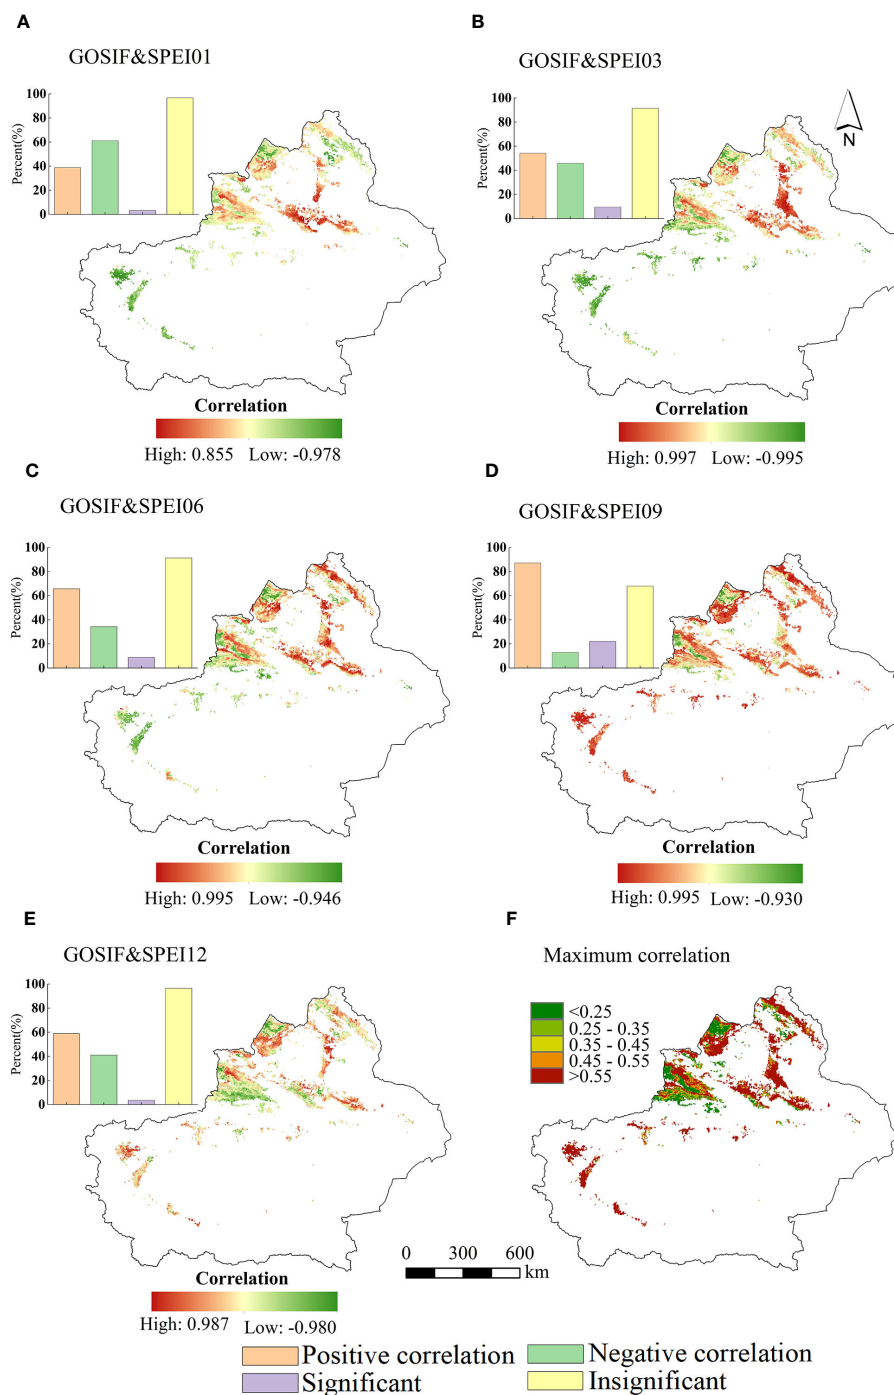 A
GOSIF&SPEI01
Percent(%)
100
80
60
40
20
0
Correlation
High: 0.855 Low: -0.978
B
GOSIF&SPEI03
N
Percent(%)
100
80
60
40
20
0
Correlation
High: 0.997 Low: -0.995
C
GOSIF&SPEI06
Percent(%)
100
80
60
40
20
0
Correlation
High: 0.995 Low: -0.946
D
GOSIF&SPEI09
Percent(%)
100
80
60
40
20
0
Correlation
High: 0.995 Low: -0.930
E
GOSIF&SPEI12
Percent(%)
100
80
60
40
20
0
Correlation
High: 0.987 Low: -0.980
F
Maximum correlation
<0.25
0.25 - 0.35
0.35 - 0.45
0.45 - 0.55
>0.55
0 300 600
km
Positive correlation Negative correlation
Significant Insignificant